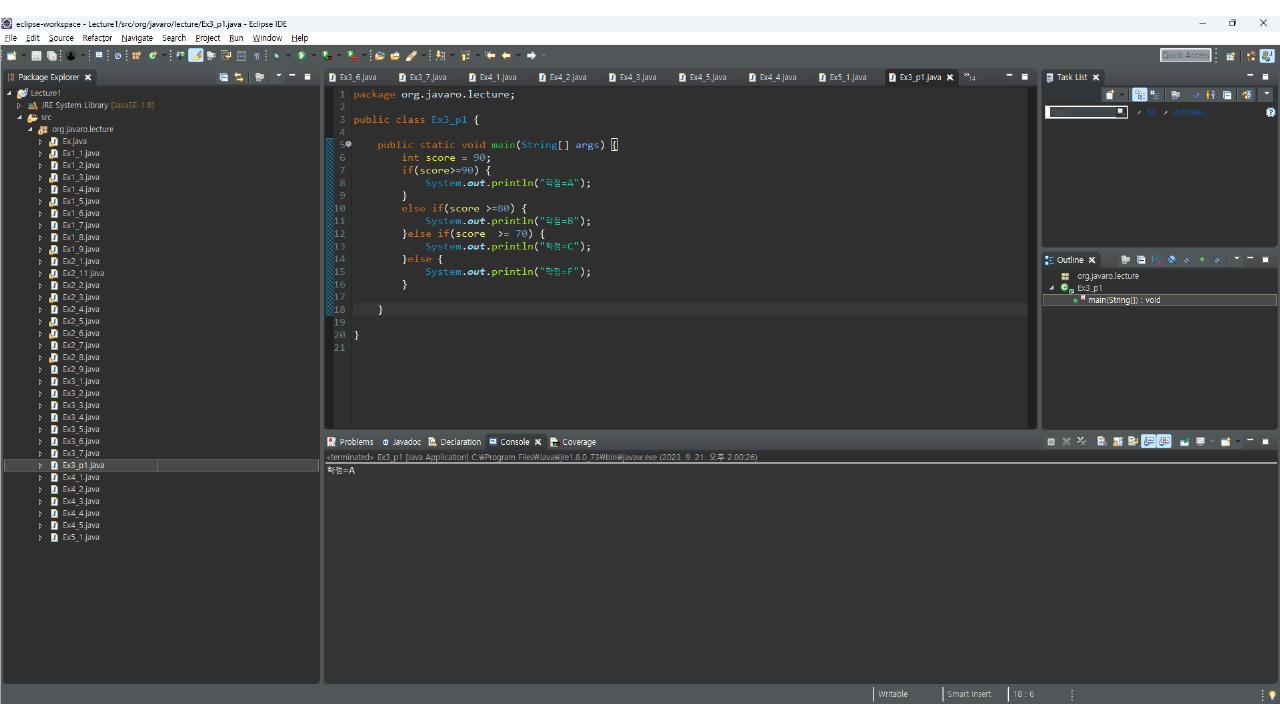 eclipse-workspace - Lecture1/src/org/javaro/lecture/Ex3_p1.java - Eclipse IDE
File Edit Source Refactor Navigate Search Project Run Window Help
Quick Access
Package Explorer
Lecture1
JRE System Library [JavaSE-1.8]
src
org.javaro.lecture
Ex.java
Ex1_1.java
Ex1_2.java
Ex1_3.java
Ex1_4.java
Ex1_5.java
Ex1_6.java
Ex1_7.java
Ex1_8.java
Ex1_9.java
Ex2_1.java
Ex2_11.java
Ex2_2.java
Ex2_3.java
Ex2_4.java
Ex2_5.java
Ex2_6.java
Ex2_7.java
Ex2_8.java
Ex2_9.java
Ex3_1.java
Ex3_2.java
Ex3_3.java
Ex3_4.java
Ex3_5.java
Ex3_6.java
Ex3_7.java
Ex3_p1.java
Ex4_1.java
Ex4_2.java
Ex4_3.java
Ex4_4.java
Ex4_5.java
Ex5_1.java
Ex3_6.java Ex3_7.java Ex4_1.java Ex4_2.java Ex4_3.java Ex4_5.java Ex4_4.java Ex5_1.java Ex3_p1.java
1 package org.javaro.lecture;
2
3 public class Ex3_p1 {
4
5 public static void main(String[] args) {
6 int score = 90;
7 if(score>=90) {
8 System.out.println("학점=A");
9 }
10 else if(score >=80) {
11 System.out.println("학점=B");
12 }else if(score  >= 70) {
13 System.out.println("학점=C");
14 }else {
15 System.out.println("학점=F");
16 }
17
18 }
19
20 }
21
Task List
All Activate...
Outline
org.javaro.lecture
Ex3_p1
main(String[]) : void
Problems Javadoc Declaration Console Coverage
<terminated> Ex3_p1 [Java Application] C:₩Program Files₩Java₩jre1.8.0_73₩bin₩javaw.exe (2023. 9. 21. 오후 2:00:26)
학점=A
Writable Smart Insert 18 : 6